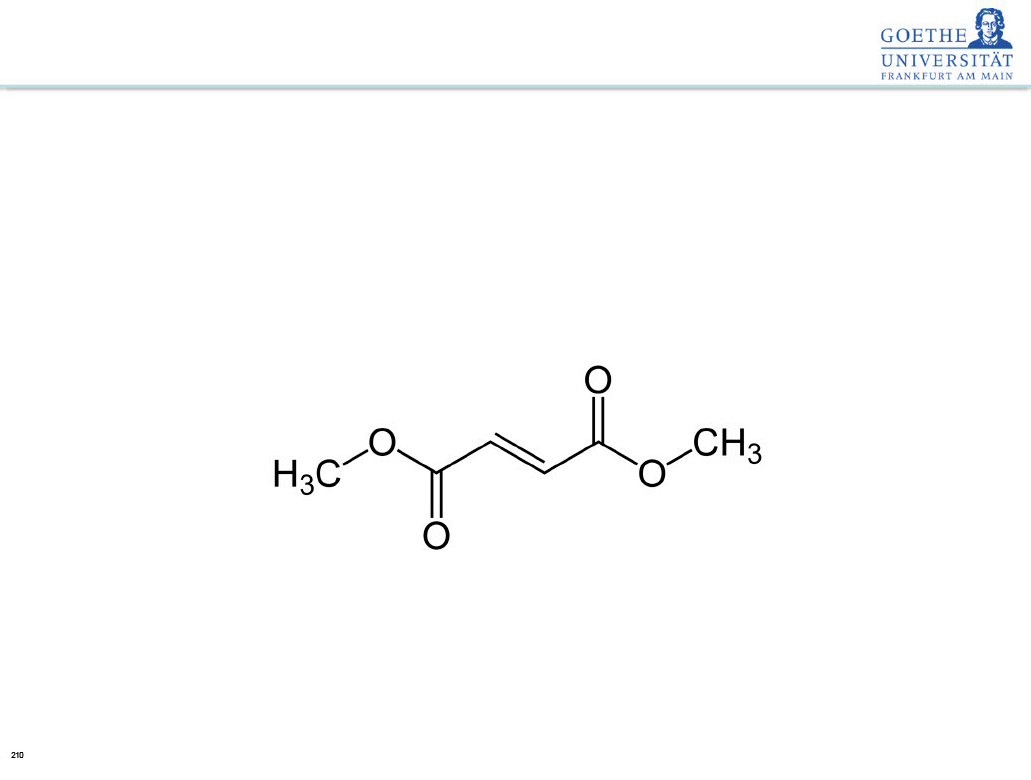 GOETHE
UNIVERSITÄT
FRANKFURT AM MAIN
O
O
CH3
H3C
O
O
210